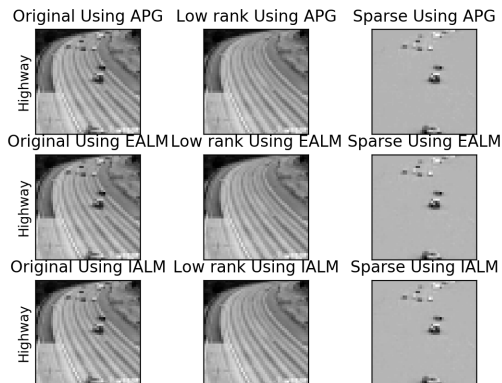 Original Using APG
Low rank Using APG
Sparse Using APG
Highway
Original Using EALM
Low rank Using EALM
Sparse Using EALM
Highway
Original Using IALM
Low rank Using IALM
Sparse Using IALM
Highway